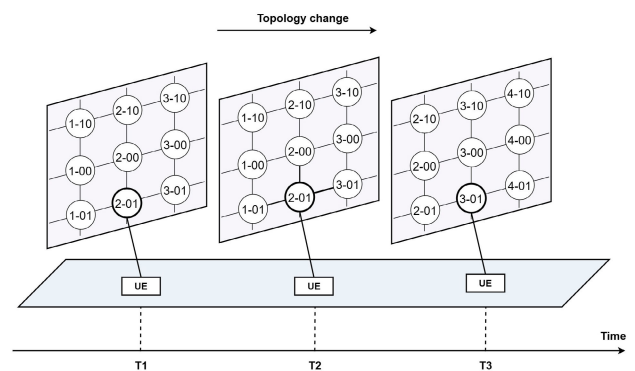 Topology change
1-10 2-10 3-10
1-00 2-00 3-00
1-01 2-01 3-01
UE
1-10 2-10 3-10
1-00 2-00 3-00
1-01 2-01 3-01
UE
2-10 3-10 4-10
2-00 3-00 4-00
2-01 3-01 4-01
UE
Time
T1 T2 T3